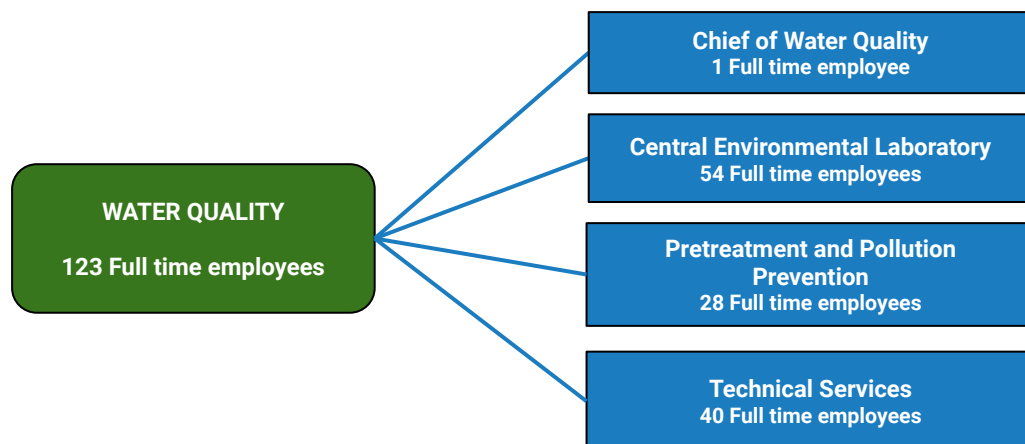 Chief of Water Quality
1 Full time employee
Central Environmental Laboratory
54 Full time employees
WATER QUALITY
123 Full time employees
Pretreatment and Pollution
Prevention
28 Full time employees
Technical Services
40 Full time employees